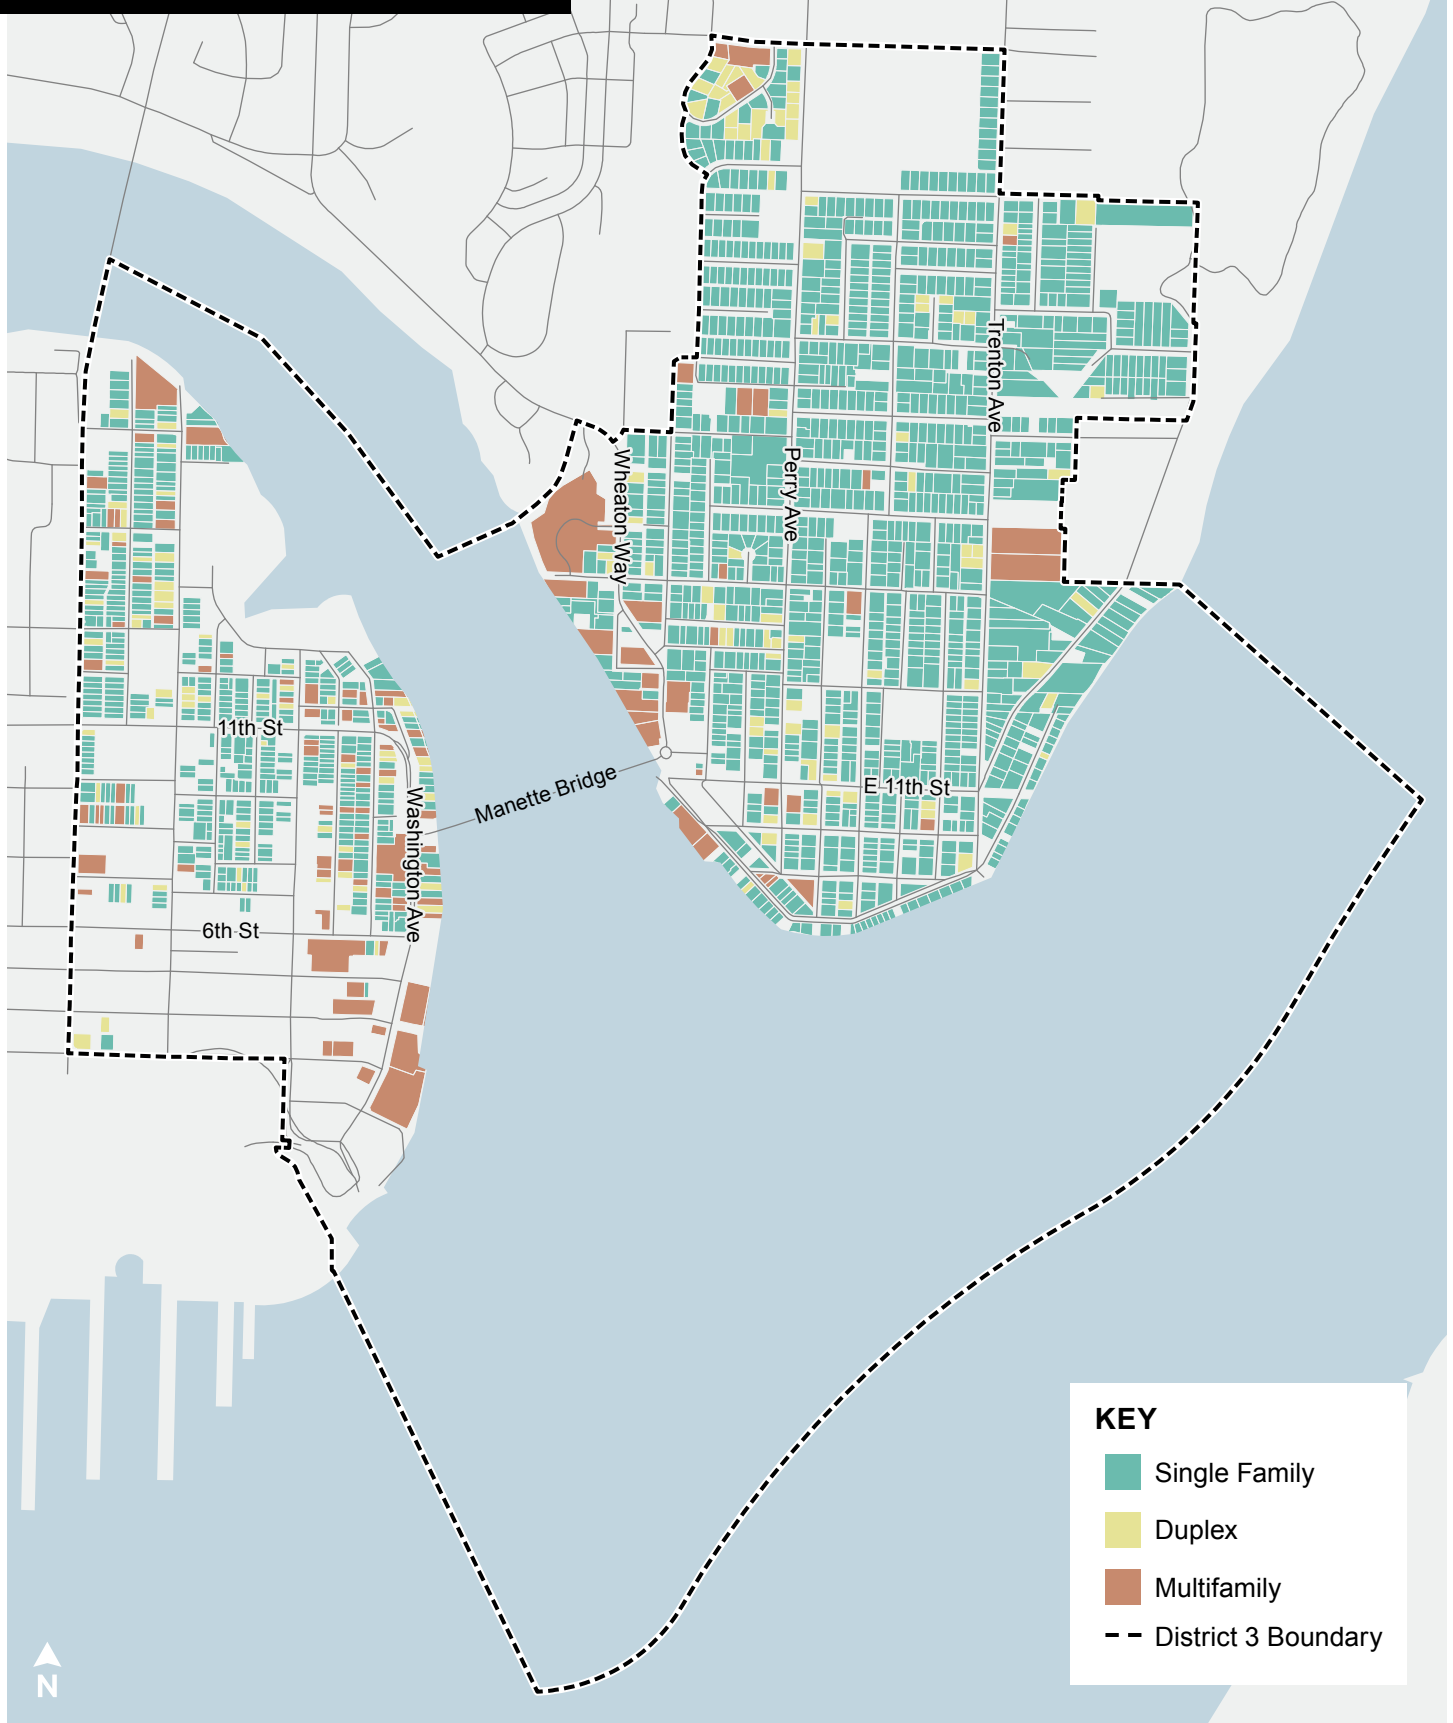 Trenton Ave
Wheaton Way
Perry Ave
11th St
Manette Bridge
E 11th St
Washington Ave
6th St
KEY
Single Family
Duplex
Multifamily
District 3 Boundary
N